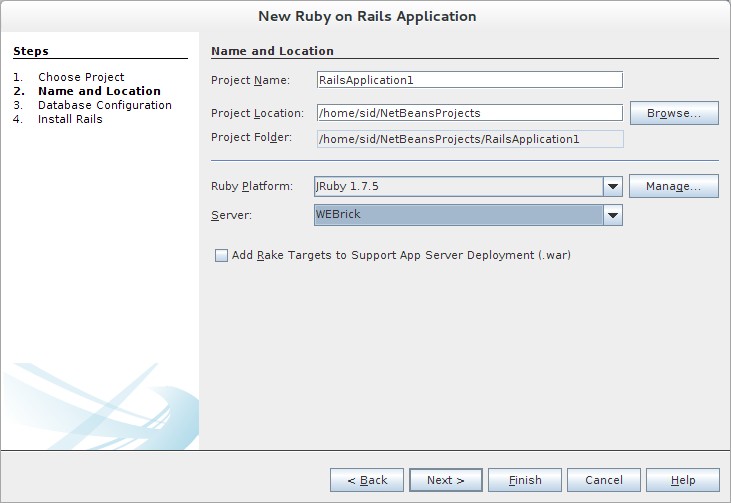 New Ruby on Rails Application
Steps
1. Choose Project
2. Name and Location
3. Database Configuration
4. Install Rails
Name and Location
Project Name: RailsApplication1
Project Location: /home/sid/NetBeansProjects Browse...
Project Folder: /home/sid/NetBeansProjects/RailsApplication1
Ruby Platform: JRuby 1.7.5 Manage...
Server: WEBrick
Add Rake Targets to Support App Server Deployment (.war)
< Back Next > Finish Cancel Help